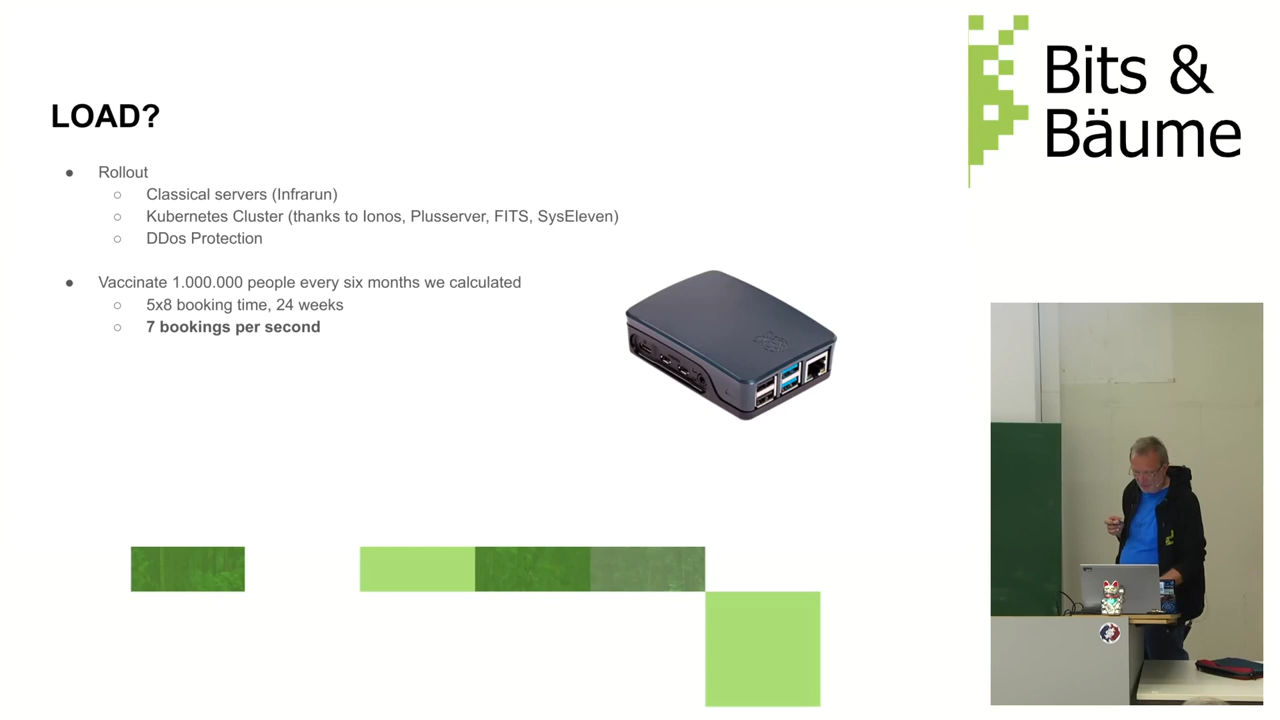 LOAD?
● Rollout
○ Classical servers (Infrarun)
○ Kubernetes Cluster (thanks to Ionos, Plusserver, FITS, SysEleven)
○ DDos Protection
● Vaccinate 1.000.000 people every six months we calculated
○ 5x8 booking time, 24 weeks
○ 7 bookings per second
Bits &
Bäume